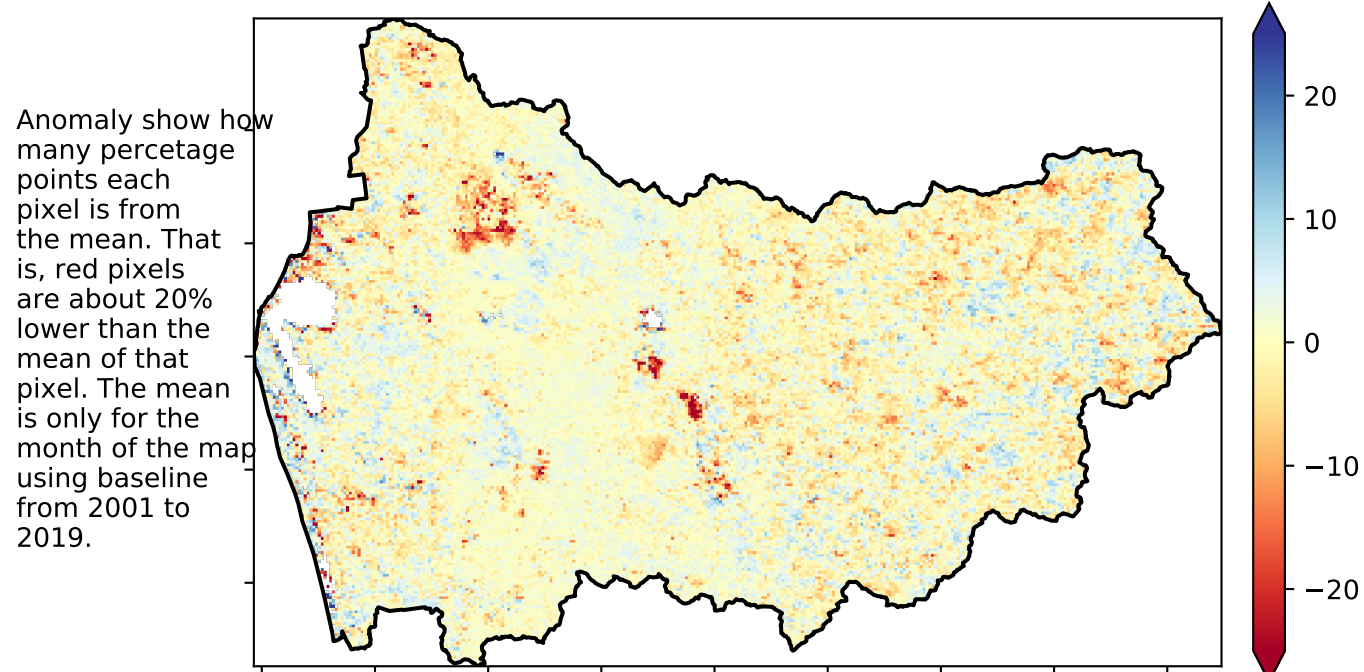 Anomaly show how
many percetage
points each
pixel is from
the mean. That
is, red pixels
are about 20%
lower than the
mean of that
pixel. The mean
is only for the
month of the map
using baseline
from 2001 to
2019.
20
10
0
−10
−20